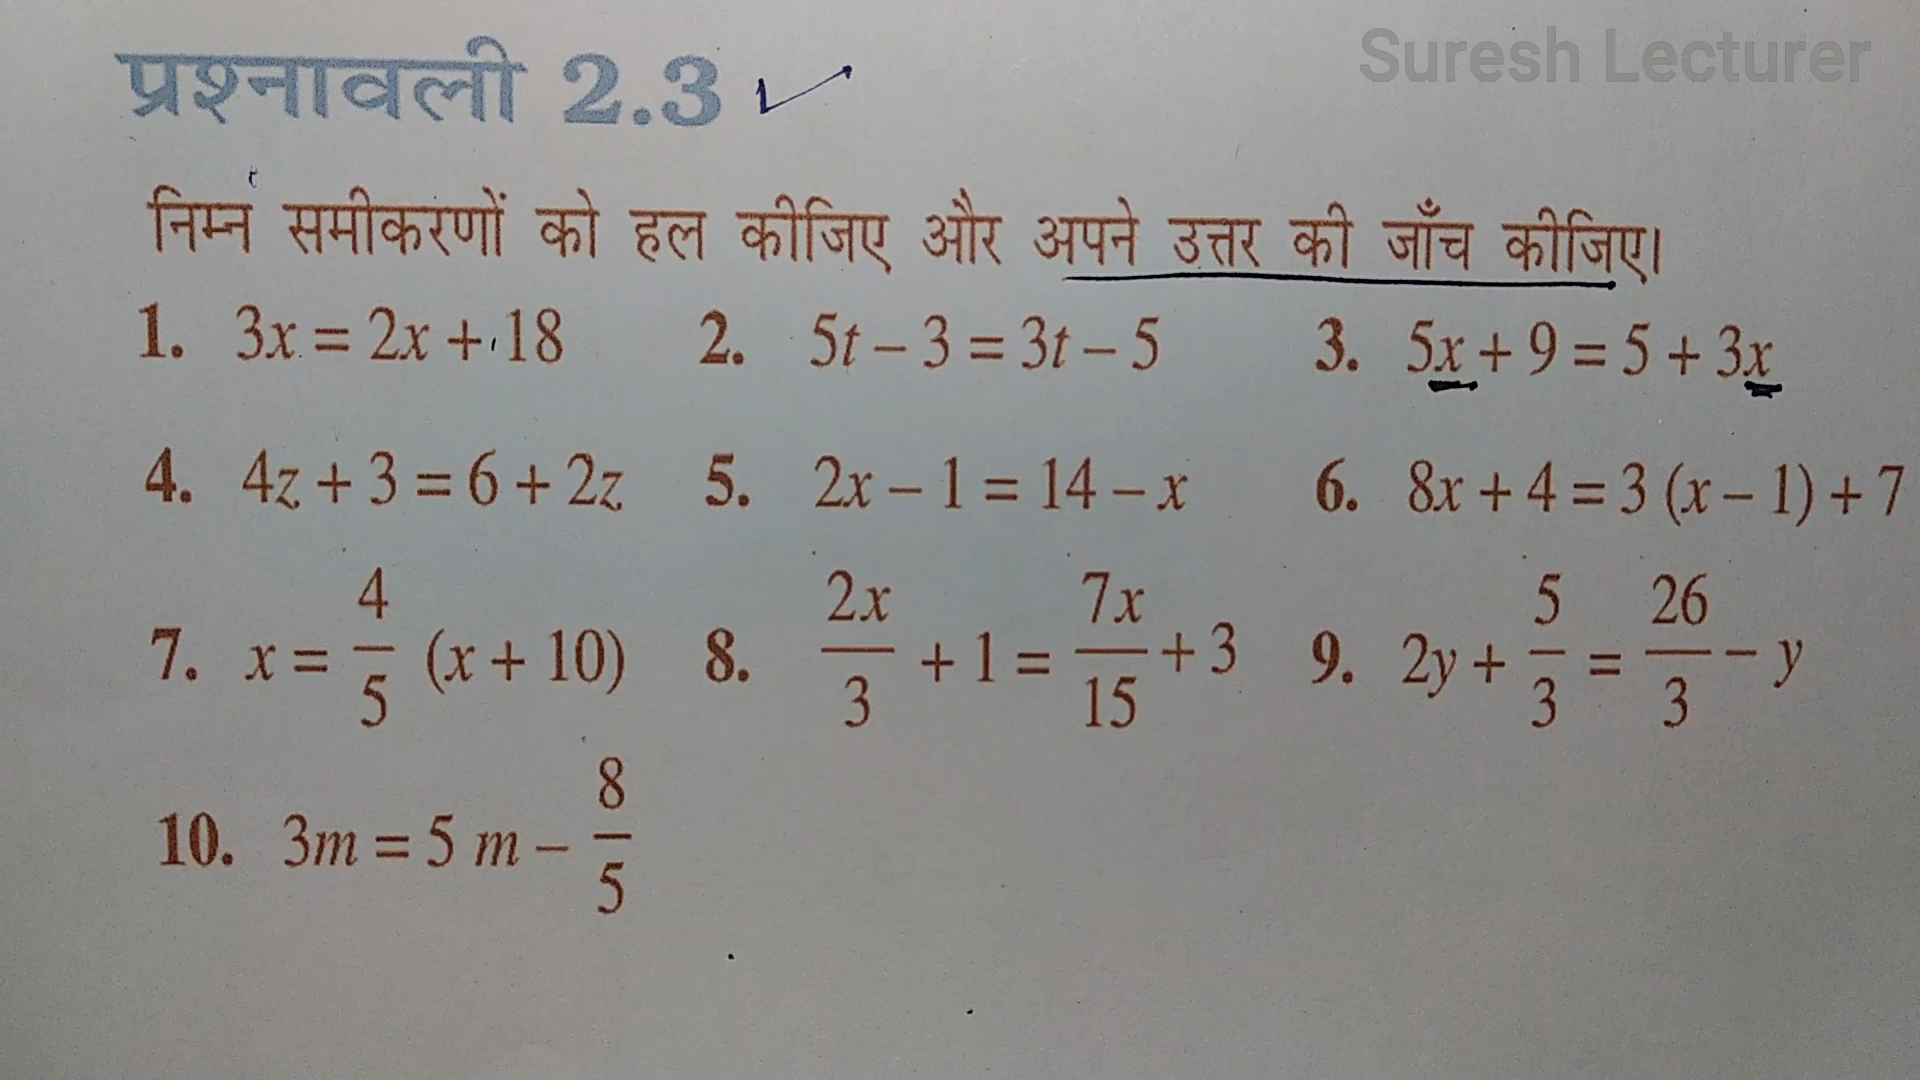 Suresh Lecturer
प्रश्नावली 2.3
निम्न समीकरणों को हल कीजिए और अपने उत्तर की जाँच कीजिए।
1. 3x = 2x + 18 2. 5t – 3 = 3t – 5 3. 5x + 9 = 5 + 3x
4. 4z + 3 = 6 + 2z 5. 2x – 1 = 14 – x 6. 8x + 4 = 3 (x – 1) + 7
7. x = 4/5 (x + 10) 8. 2x/3 + 1 = 7x/15 + 3 9. 2y + 5/3 = 26/3 – y
10. 3m = 5 m – 8/5